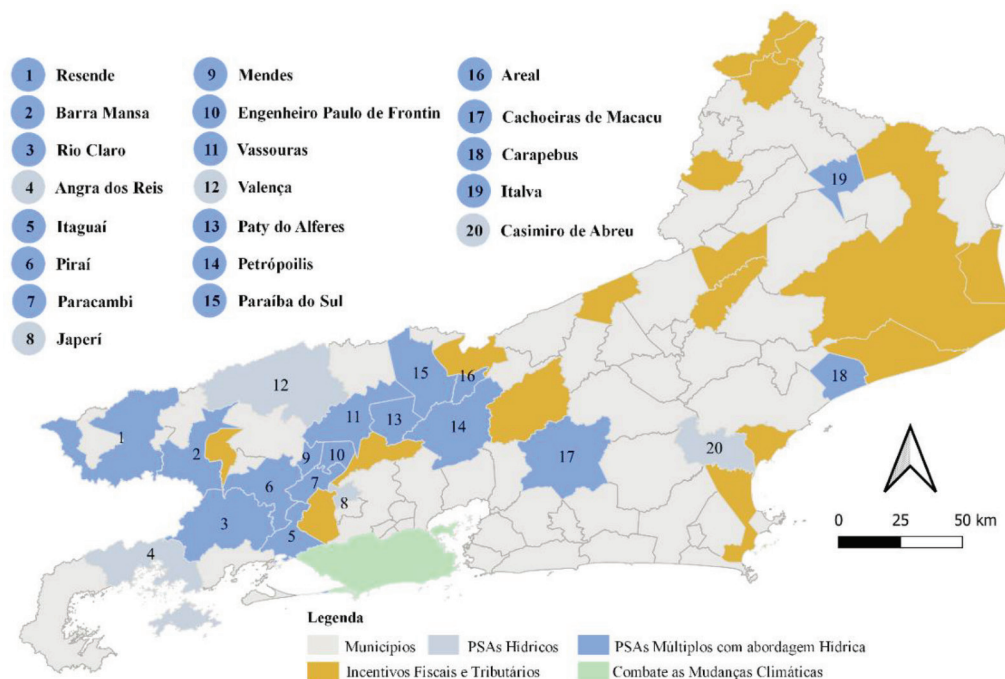 1 Resende
2 Barra Mansa
3 Rio Claro
4 Angra dos Reis
5 Itaguaí
6 Piraí
7 Paracambi
8 Japerí
9 Mendes
10 Engenheiro Paulo de Frontin
11 Vassouras
12 Valença
13 Paty do Alferes
14 Petrópoilis
15 Paraíba do Sul
16 Areal
17 Cachoeiras de Macacu
18 Carapebus
19 Italva
20 Casimiro de Abreu
19
18
15
16
12
11
13
14
1
2
9
10
20
17
6
7
8
3
5
4
0 25 50 km
Legenda
Municípios
PSAs Hídricos
PSAs Múltiplos com abordagem Hídrica
Incentivos Fiscais e Tributários
Combate as Mudanças Climáticas